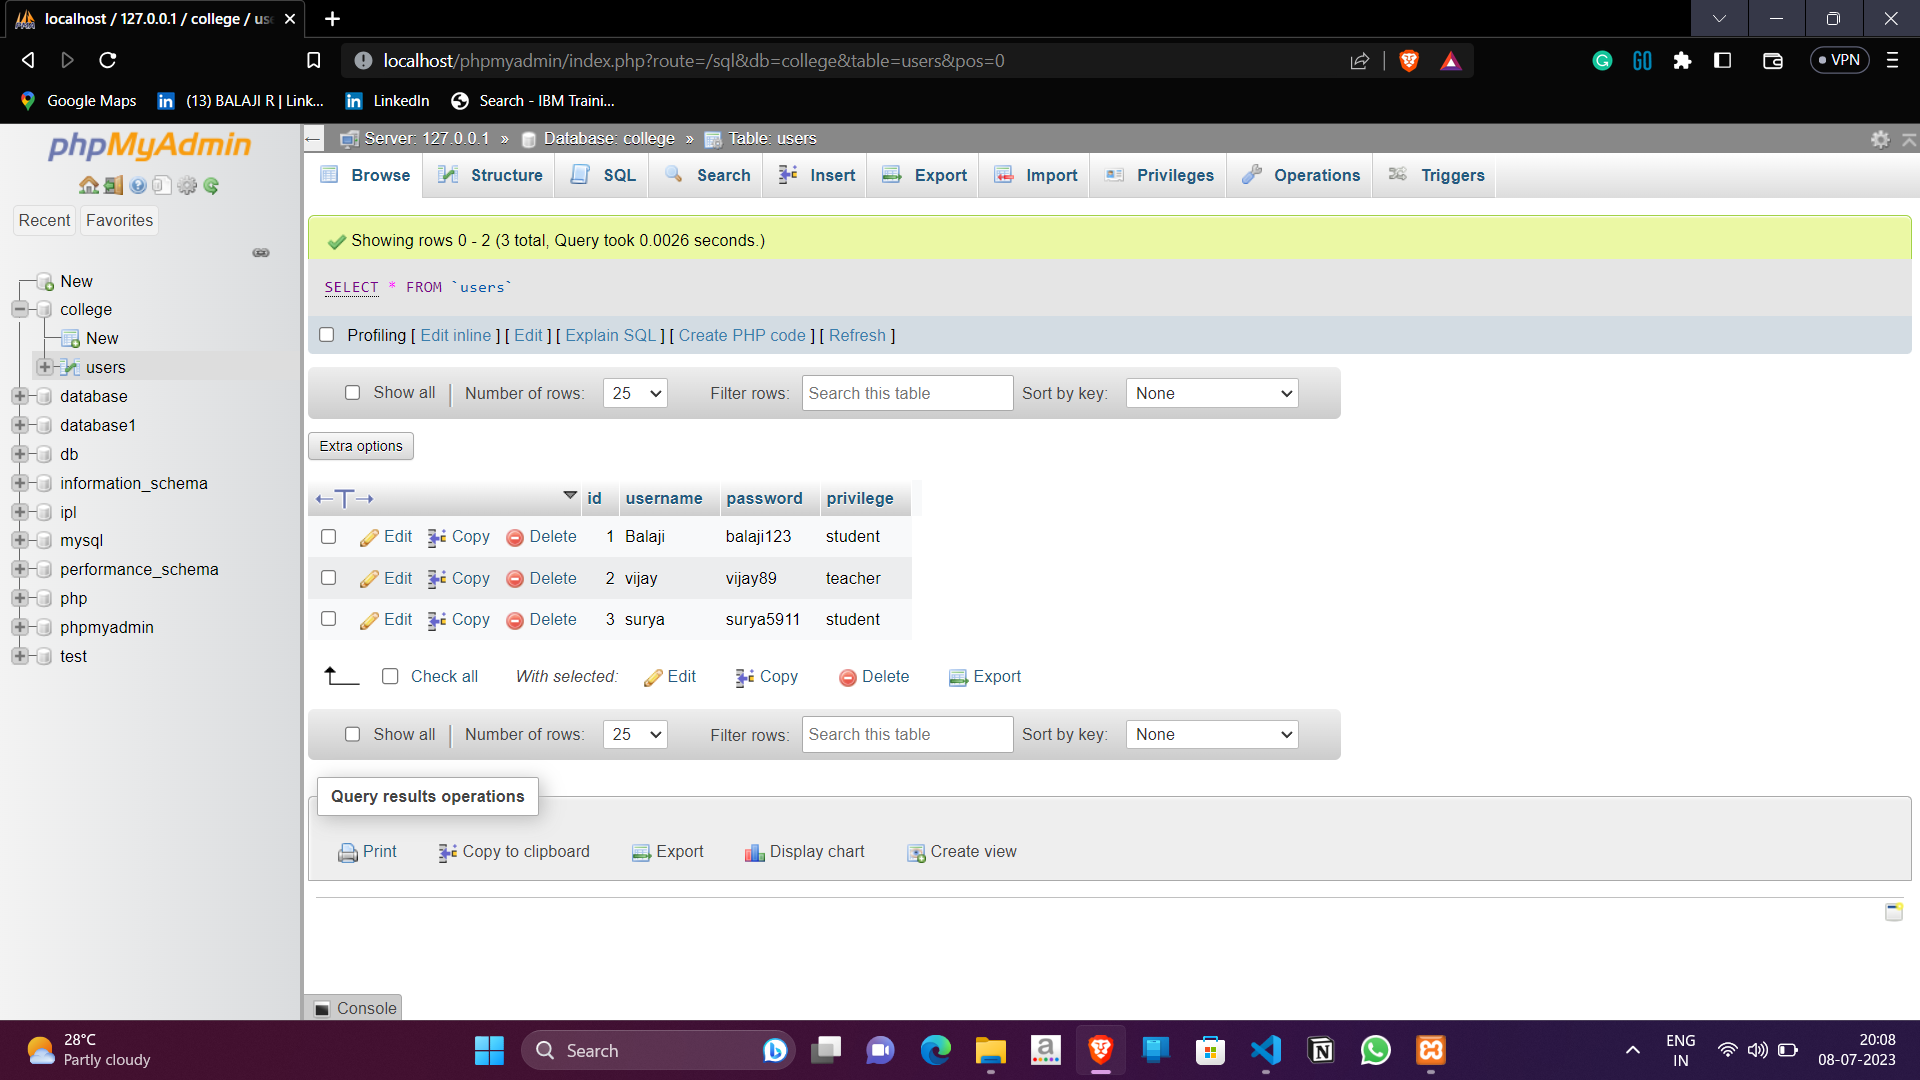 localhost / 127.0.0.1 / college / use
localhost/phpmyadmin/index.php?route=/sql&db=college&table=users&pos=0
VPN
Google Maps
(13) BALAJI R | Link...
LinkedIn
Search - IBM Traini...
phpMyAdmin
Recent
Favorites
New
college
New
users
database
database1
db
information_schema
ipl
mysql
performance_schema
php
phpmyadmin
test
Server: 127.0.0.1 » Database: college » Table: users
Browse Structure SQL Search Insert Export Import Privileges Operations Triggers
Showing rows 0 - 2 (3 total, Query took 0.0026 seconds.)
SELECT * FROM `users`
Profiling [ Edit inline ] [ Edit ] [ Explain SQL ] [ Create PHP code ] [ Refresh ]
Show all | Number of rows: 25 Filter rows: Search this table Sort by key: None
Extra options
←T→ id username password privilege
Edit Copy Delete 1 Balaji balaji123 student
Edit Copy Delete 2 vijay vijay89 teacher
Edit Copy Delete 3 surya surya5911 student
Check all With selected: Edit Copy Delete Export
Show all | Number of rows: 25 Filter rows: Search this table Sort by key: None
Query results operations
Print Copy to clipboard Export Display chart Create view
Console
28°C
Partly cloudy
Search
ENG
IN
20:08
08-07-2023